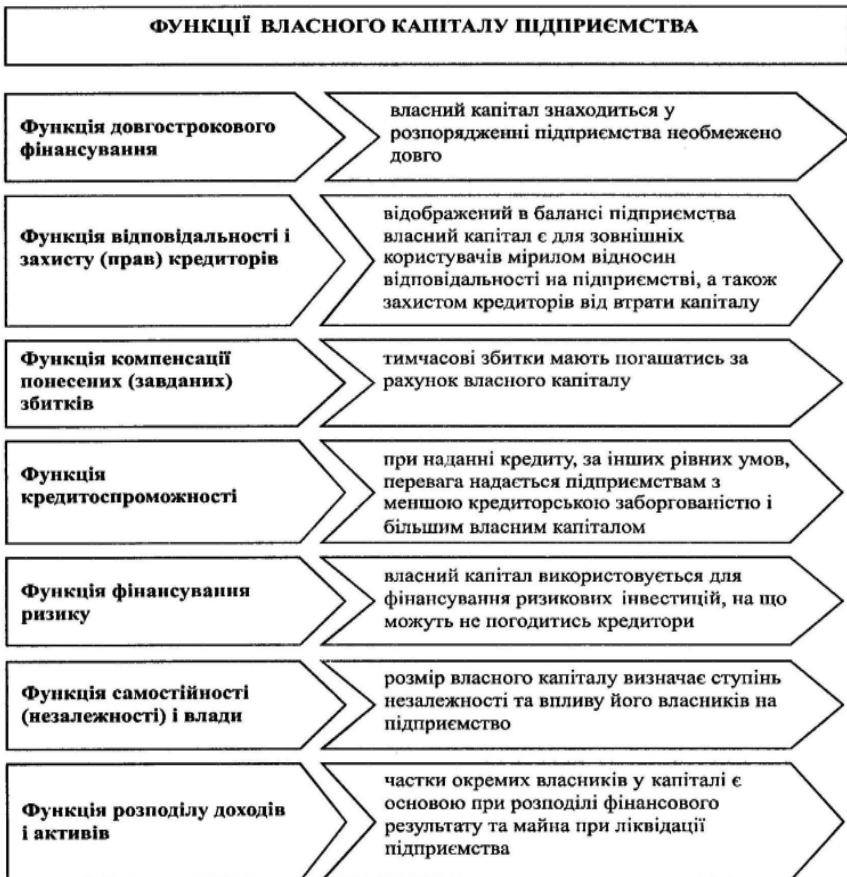 ФУНКЦІЇ ВЛАСНОГО КАПІТАЛУ ПІДПРИЄМСТВА
Функція довгострокового
фінансування
власний капітал знаходиться у
розпорядженні підприємства необмежено
довго
Функція відповідальності і
захисту (прав) кредиторів
відображений в балансі підприємства
власний капітал є для зовнішніх
користувачів мірилом відносин
відповідальності на підприємстві, а також
захистом кредиторів від втрати капіталу
Функція компенсації
понесених (завданих)
збитків
тимчасові збитки мають погашатись за
рахунок власного капіталу
Функція
кредитоспроможності
при наданні кредиту, за інших рівних умов,
перевага надається підприємствам з
меншою кредиторською заборгованістю і
більшим власним капіталом
Функція фінансування
ризику
власний капітал використовується для
фінансування ризикових інвестицій, на що
можуть не погодитись кредитори
Функція самостійності
(незалежності) і влади
розмір власного капіталу визначає ступінь
незалежності та впливу його власників на
підприємство
Функція розподілу доходів
і активів
частки окремих власників у капіталі є
основою при розподілі фінансового
результату та майна при ліквідації
підприємства